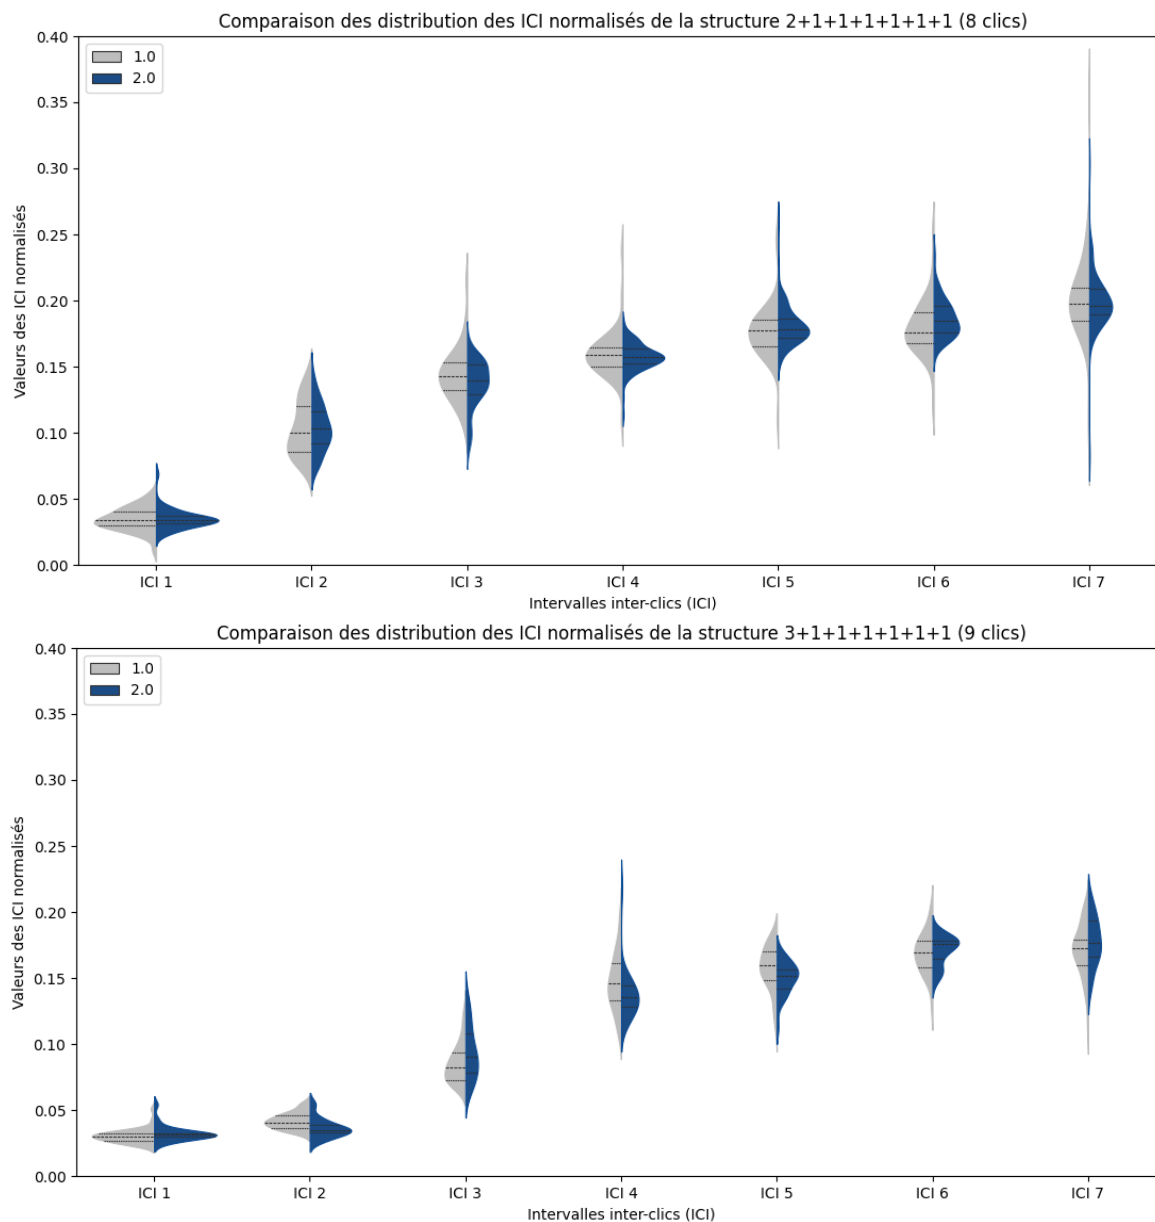 Comparaison des distribution des ICI normalisés de la structure 2+1+1+1+1+1+1 (8 clics)
0.40
1.0
2.0
0.35
0.30
0.25
0.20
0.15
0.10
0.05
0.00
Valeurs des ICI normalisés
ICI 1 ICI 2 ICI 3 ICI 4 ICI 5 ICI 6 ICI 7
Intervalles inter-clics (ICI)
Comparaison des distribution des ICI normalisés de la structure 3+1+1+1+1+1+1 (9 clics)
0.40
1.0
2.0
0.35
0.30
0.25
0.20
0.15
0.10
0.05
0.00
Valeurs des ICI normalisés
ICI 1 ICI 2 ICI 3 ICI 4 ICI 5 ICI 6 ICI 7
Intervalles inter-clics (ICI)